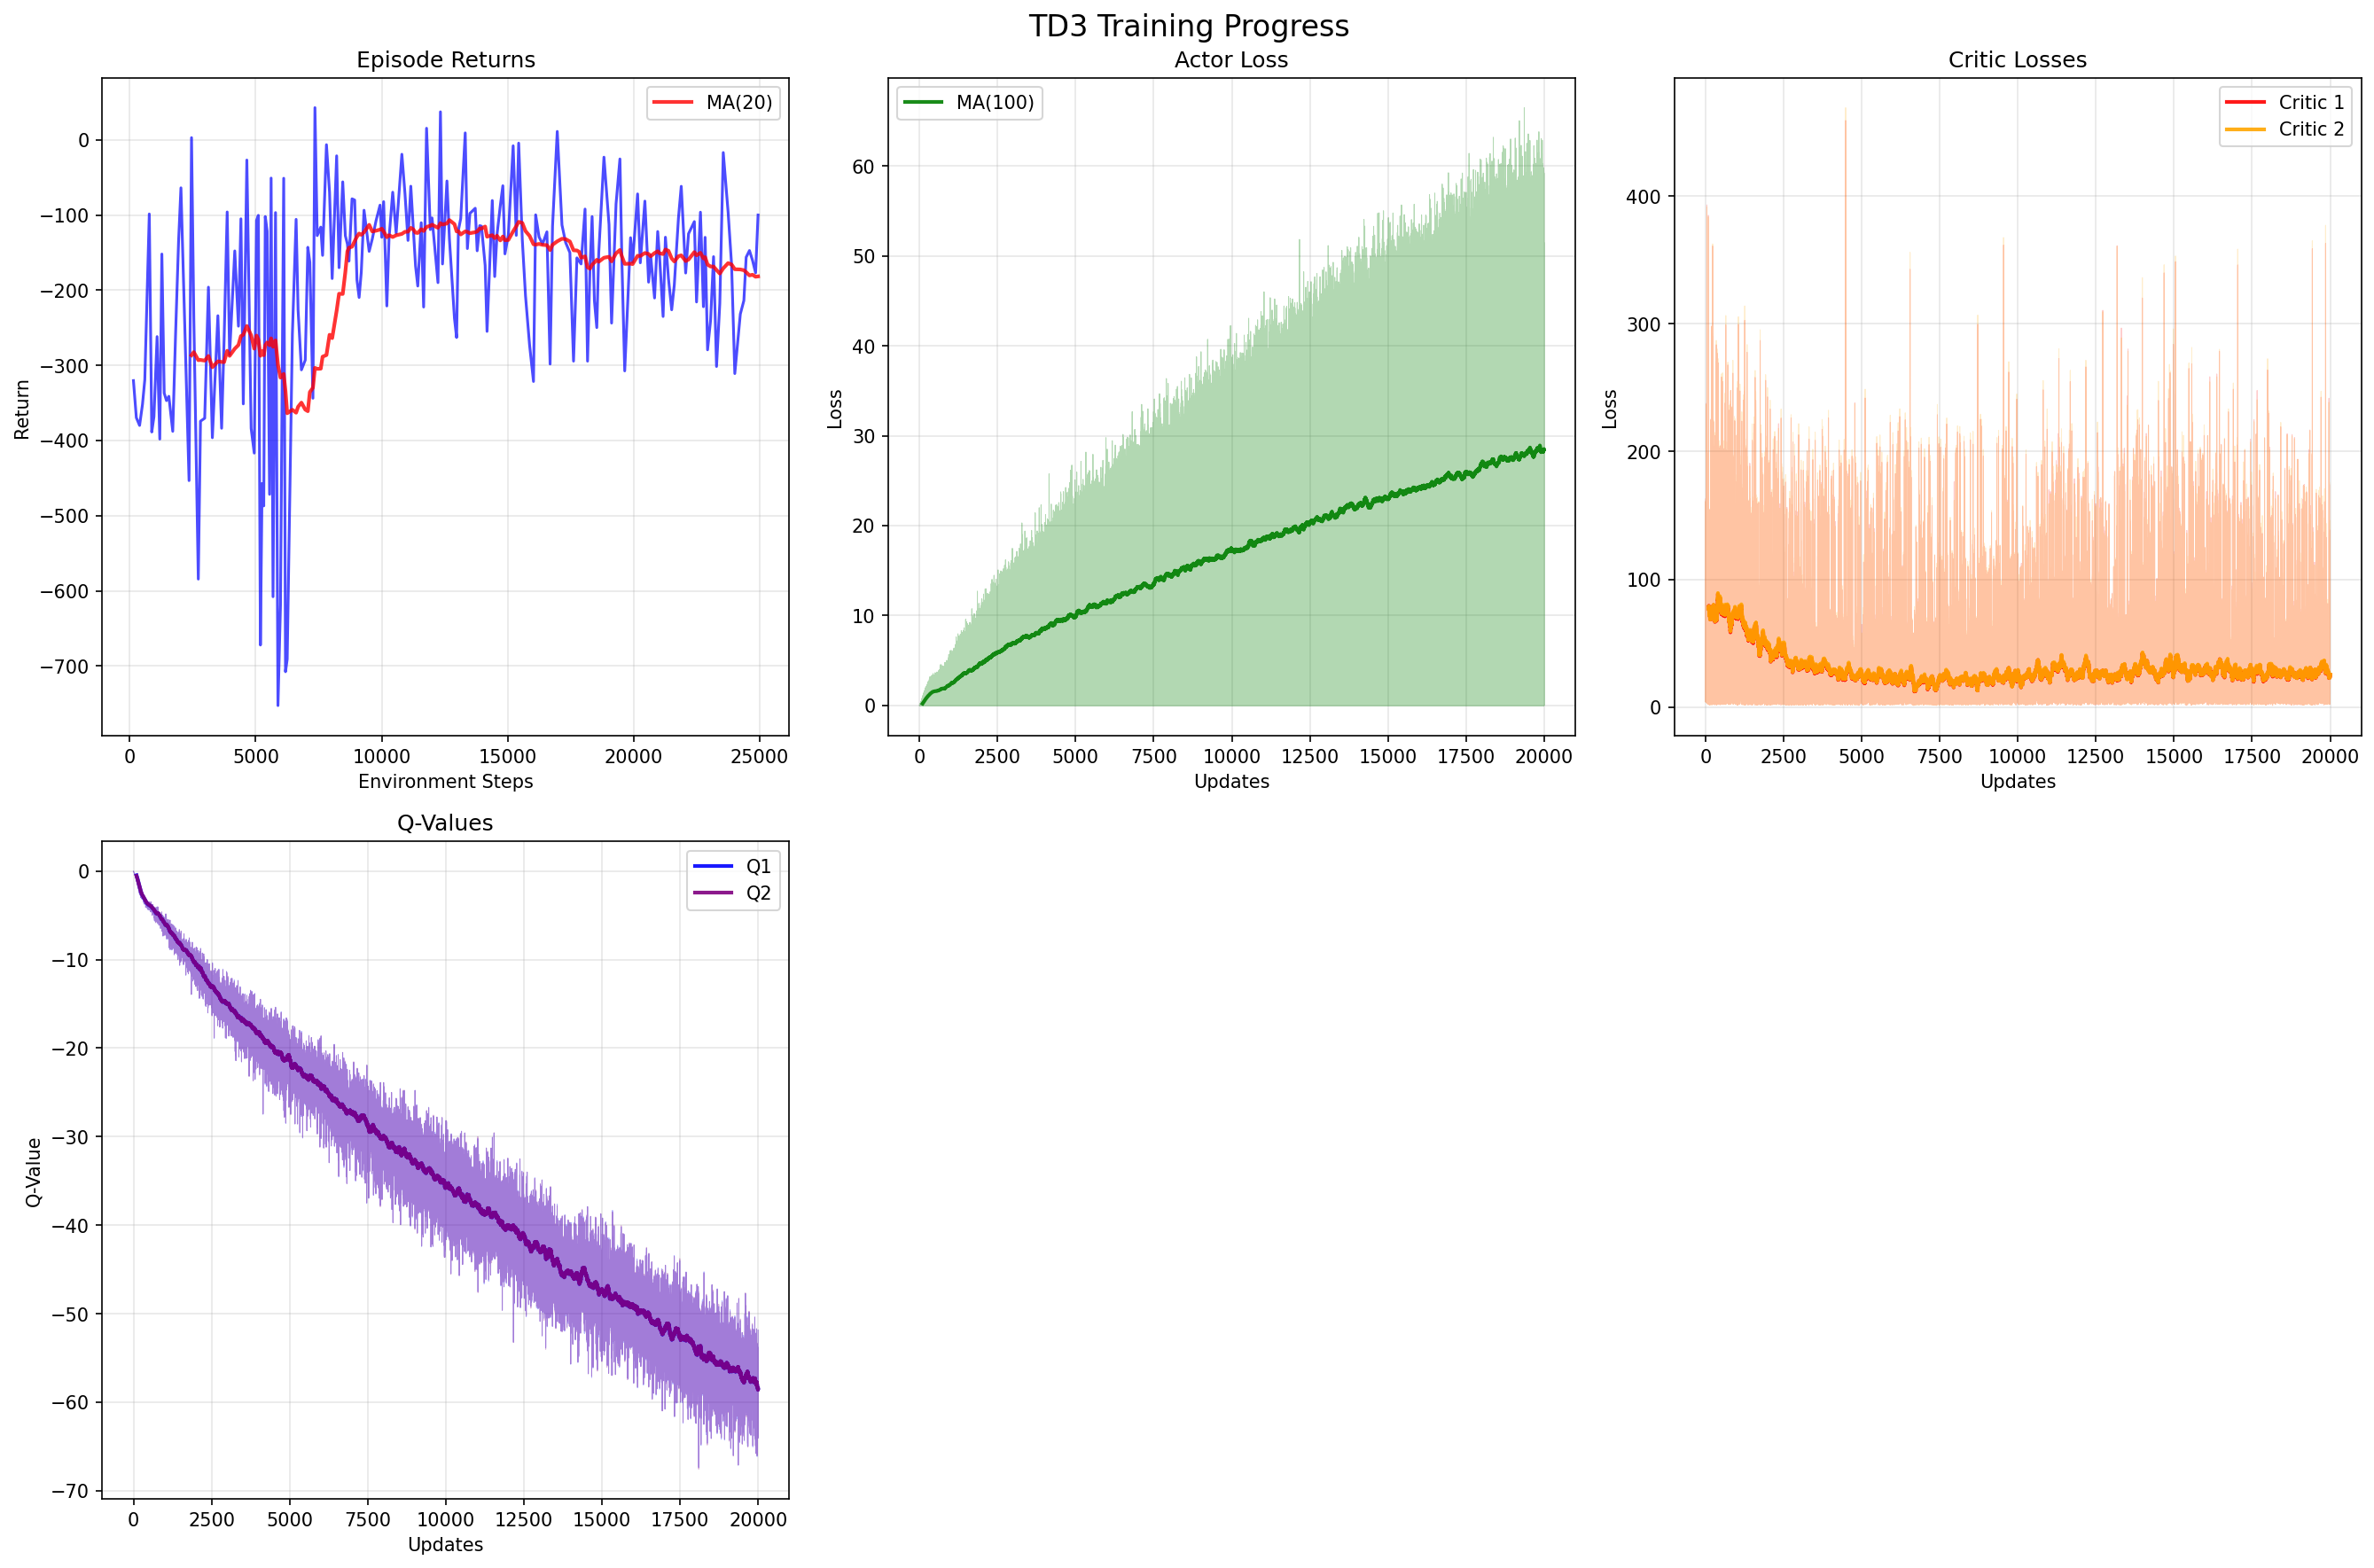 TD3 Training Progress
Episode Returns
MA(20)
Return
0
−100
−200
−300
−400
−500
−600
−700
0 5000 10000 15000 20000 25000
Environment Steps
Actor Loss
MA(100)
Loss
60
50
40
30
20
10
0
0 2500 5000 7500 10000 12500 15000 17500 20000
Updates
Critic Losses
Critic 1
Critic 2
Loss
400
300
200
100
0
0 2500 5000 7500 10000 12500 15000 17500 20000
Updates
Q-Values
Q1
Q2
Q-Value
0
−10
−20
−30
−40
−50
−60
−70
0 2500 5000 7500 10000 12500 15000 17500 20000
Updates